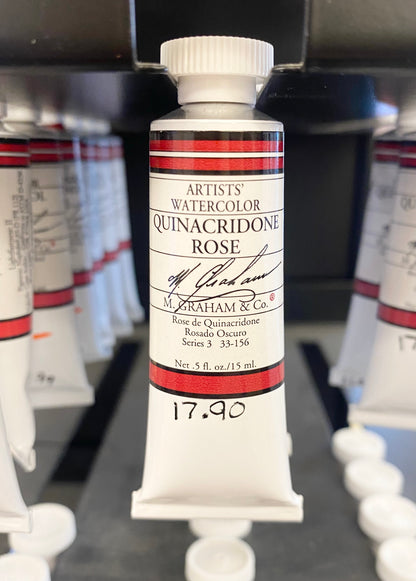 ARTISTS'
WATERCOLOR
QUINACRIDONE
ROSE
M. Graham
M. GRAHAM & Co.®
Rose de Quinacridone
Rosado Oscuro
Series 3 33-156
Net .5 fl. oz./15 ml.
17.90